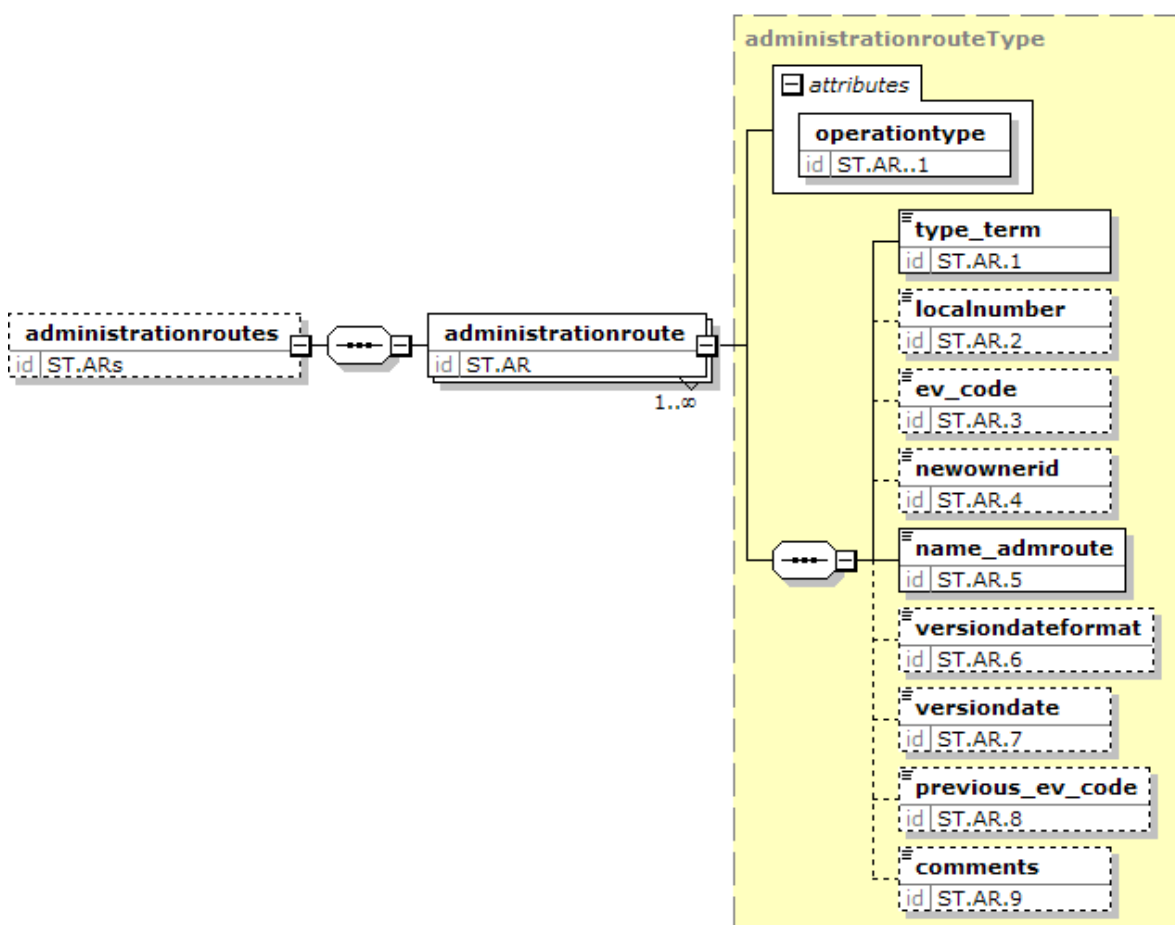 administrationrouteType
attributes
operationtype
id ST.AR..1
type_term
id ST.AR.1
localnumber
id ST.AR.2
administrationroutes
id ST.ARs
administrationroute
id ST.AR
1..∞
ev_code
id ST.AR.3
newownerid
id ST.AR.4
name_admroute
id ST.AR.5
versiondateformat
id ST.AR.6
versiondate
id ST.AR.7
previous_ev_code
id ST.AR.8
comments
id ST.AR.9